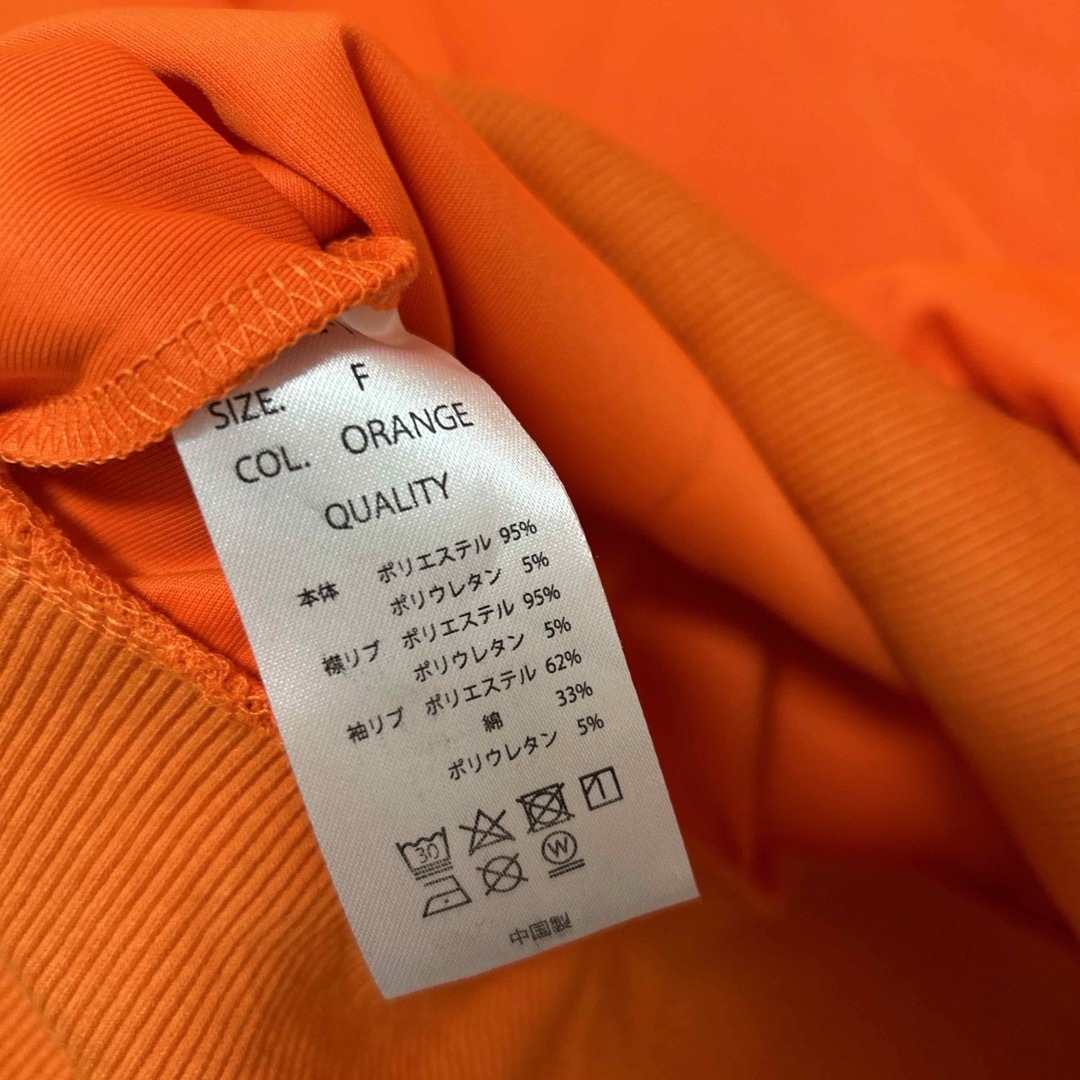 SIZE. F
COL. ORANGE
QUALITY
本体 ポリエステル 95%
ポリウレタン 5%
襟リブ ポリエステル 95%
ポリウレタン 5%
袖リブ ポリエステル 62%
綿 33%
ポリウレタン 5%
30
W
中国製